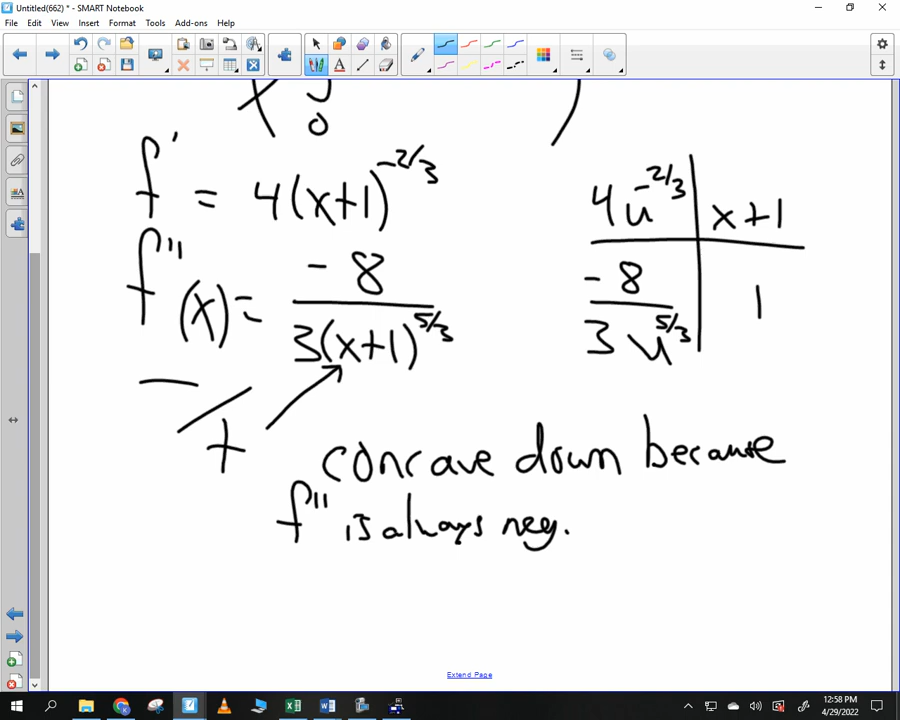 Untitled(662) * - SMART Notebook
File Edit View Insert Format Tools Add-ons Help
0
f' = 4(x+1)^-2/3
4u^-2/3 | x+1
f''(x) = -8 / 3(x+1)^5/3
-8 / 3u^5/3 | 1
- / +
concave down because
f'' is always neg.
Extend Page
12:58 PM
4/29/2022